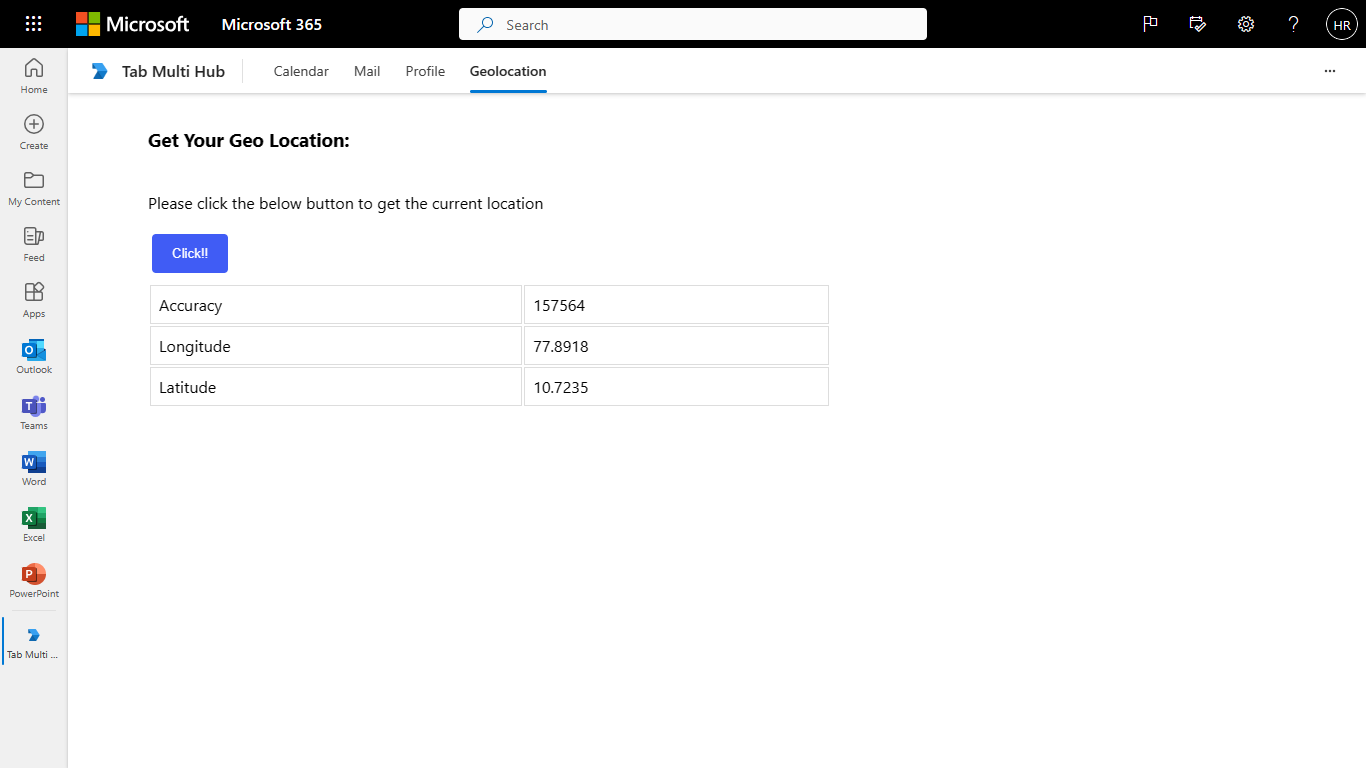 Microsoft Microsoft 365 Search ? HR
Tab Multi Hub Calendar Mail Profile Geolocation ...
Home
Create
My Content
Feed
Apps
Outlook
Teams
Word
Excel
PowerPoint
Tab Multi ...
Get Your Geo Location:
Please click the below button to get the current location
Click!!
Accuracy 157564
Longitude 77.8918
Latitude 10.7235